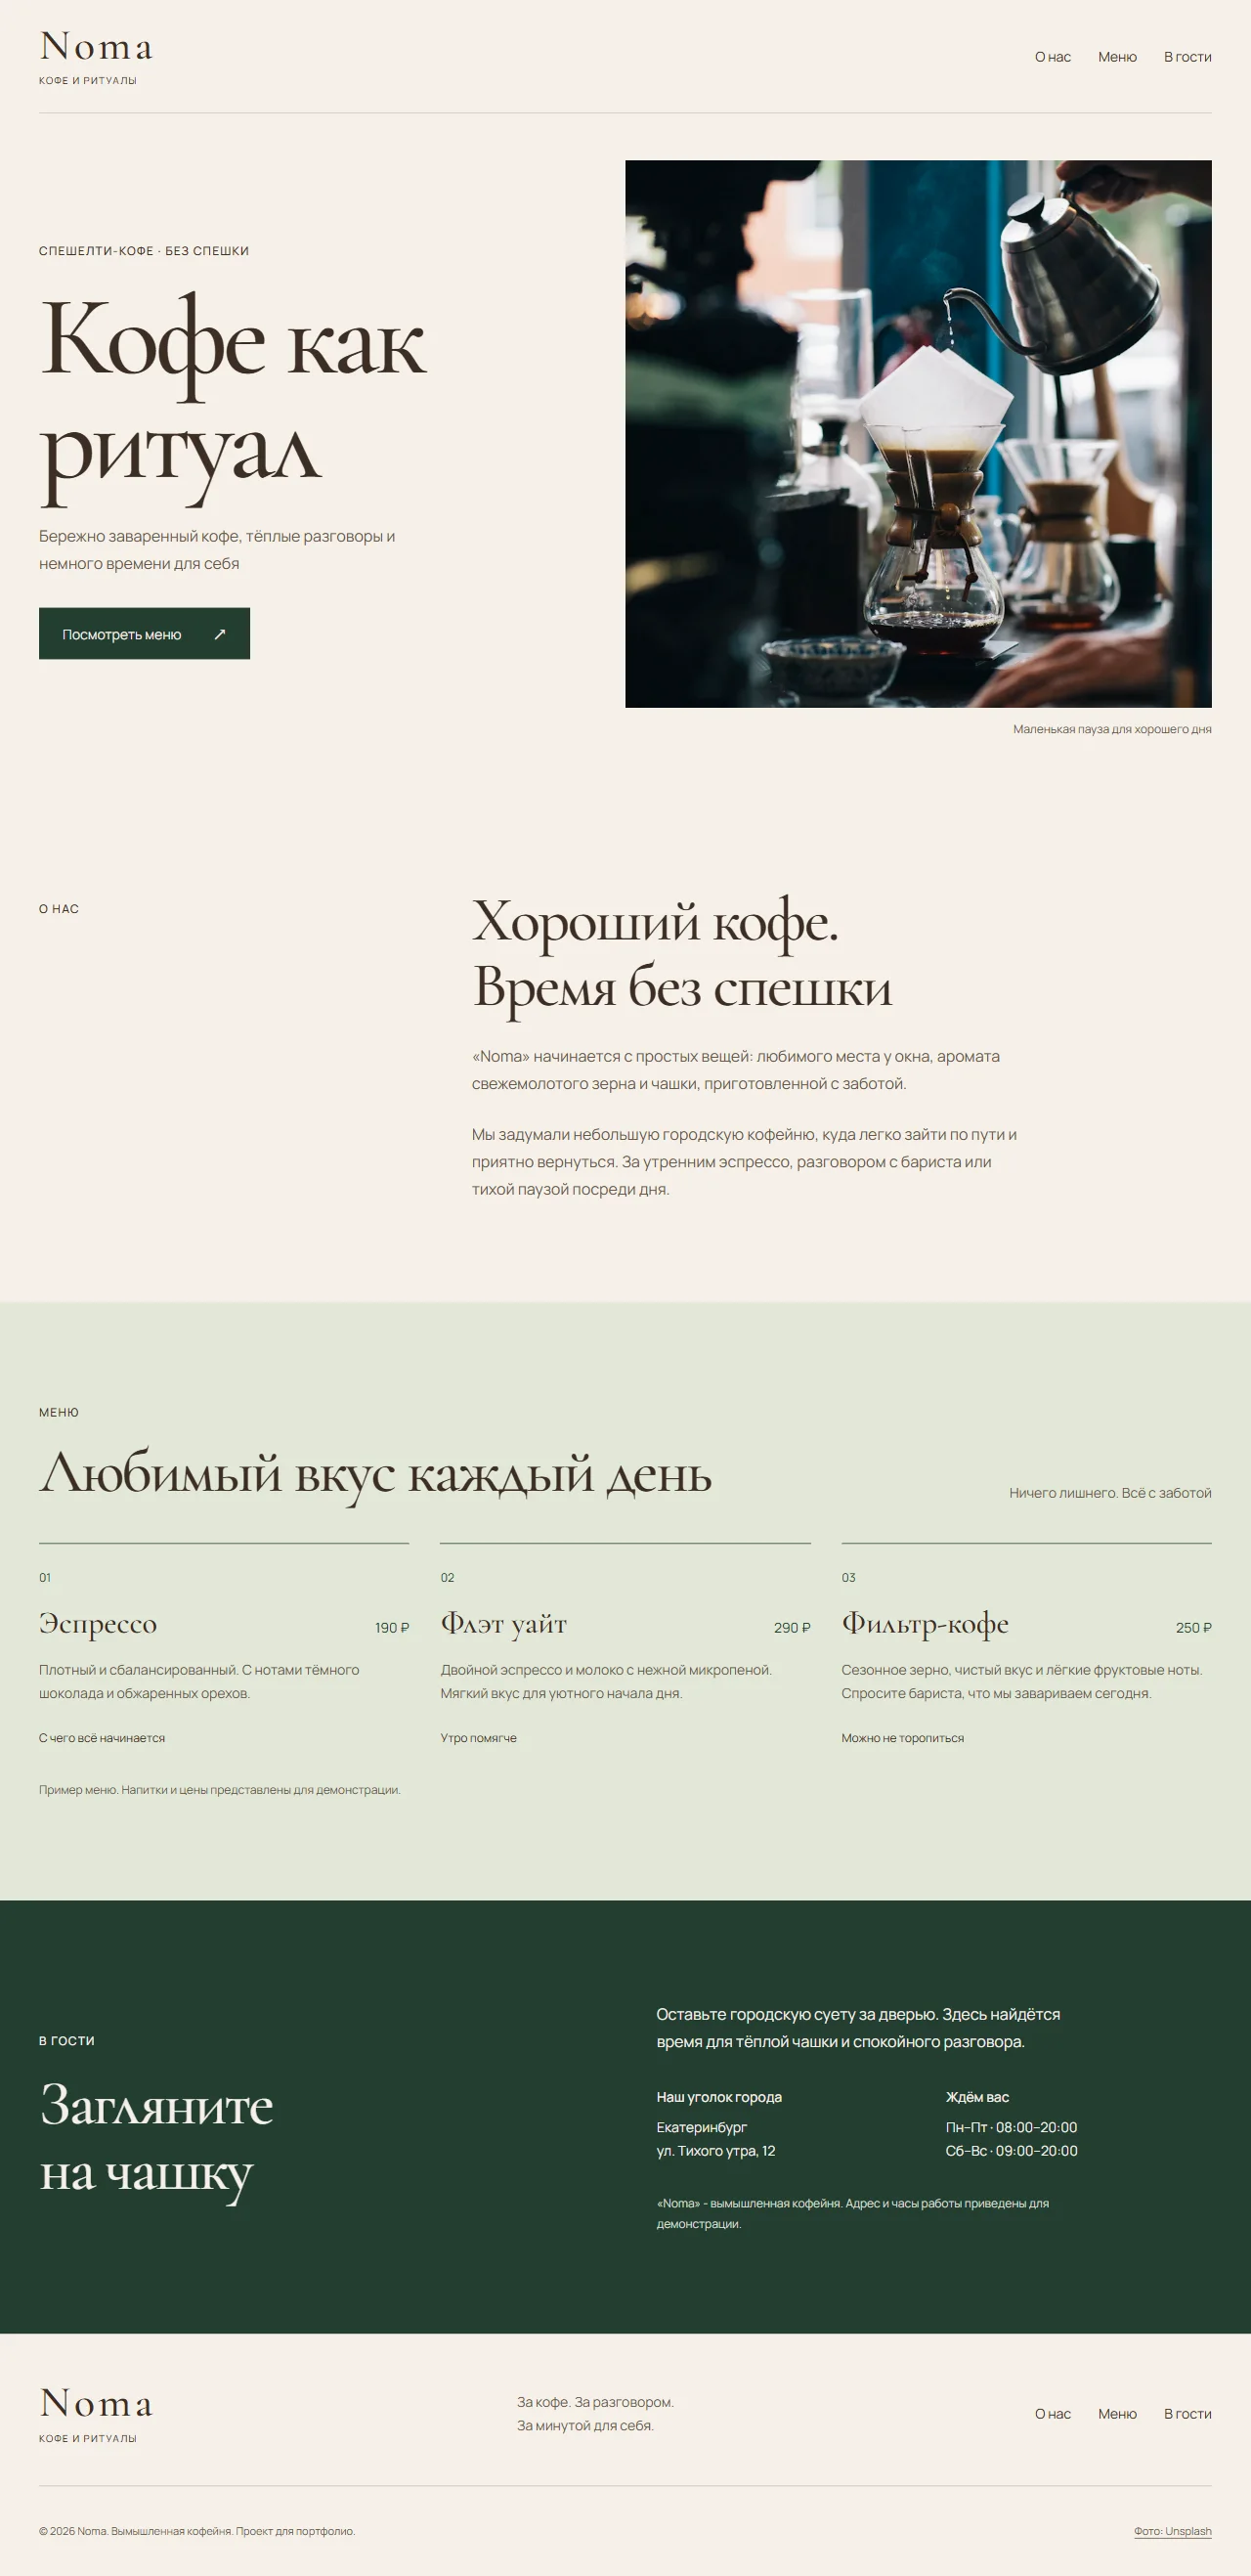 Noma
КОФЕ И РИТУАЛЫ
О нас
Меню
В гости
СПЕШЕЛТИ-КОФЕ · БЕЗ СПЕШКИ
Кофе как
ритуал
Бережно заваренный кофе, тёплые разговоры и
немного времени для себя
Посмотреть меню ↗
Маленькая пауза для хорошего дня
О НАС
Хороший кофе.
Время без спешки
«Noma» начинается с простых вещей: любимого места у окна, аромата
свежемолотого зерна и чашки, приготовленной с заботой.
Мы задумали небольшую городскую кофейню, куда легко зайти по пути и
приятно вернуться. За утренним эспрессо, разговором с бариста или
тихой паузой посреди дня.
МЕНЮ
Любимый вкус каждый день
Ничего лишнего. Всё с заботой
01
Эспрессо
190 ₽
Плотный и сбалансированный. С нотами тёмного
шоколада и обжаренных орехов.
С чего всё начинается
02
Флэт уайт
290 ₽
Двойной эспрессо и молоко с нежной микропеной.
Мягкий вкус для уютного начала дня.
Утро помягче
03
Фильтр-кофе
250 ₽
Сезонное зерно, чистый вкус и лёгкие фруктовые ноты.
Спросите бариста, что мы завариваем сегодня.
Можно не торопиться
Пример меню. Напитки и цены представлены для демонстрации.
В ГОСТИ
Загляните
на чашку
Оставьте городскую суету за дверью. Здесь найдётся
время для тёплой чашки и спокойного разговора.
Наш уголок города
Екатеринбург
ул. Тихого утра, 12
Ждём вас
Пн–Пт · 08:00–20:00
Сб–Вс · 09:00–20:00
«Noma» - вымышленная кофейня. Адрес и часы работы приведены для
демонстрации.
Noma
КОФЕ И РИТУАЛЫ
За кофе. За разговором.
За минутой для себя.
О нас
Меню
В гости
© 2026 Noma. Вымышленная кофейня. Проект для портфолио.
Фото: Unsplash